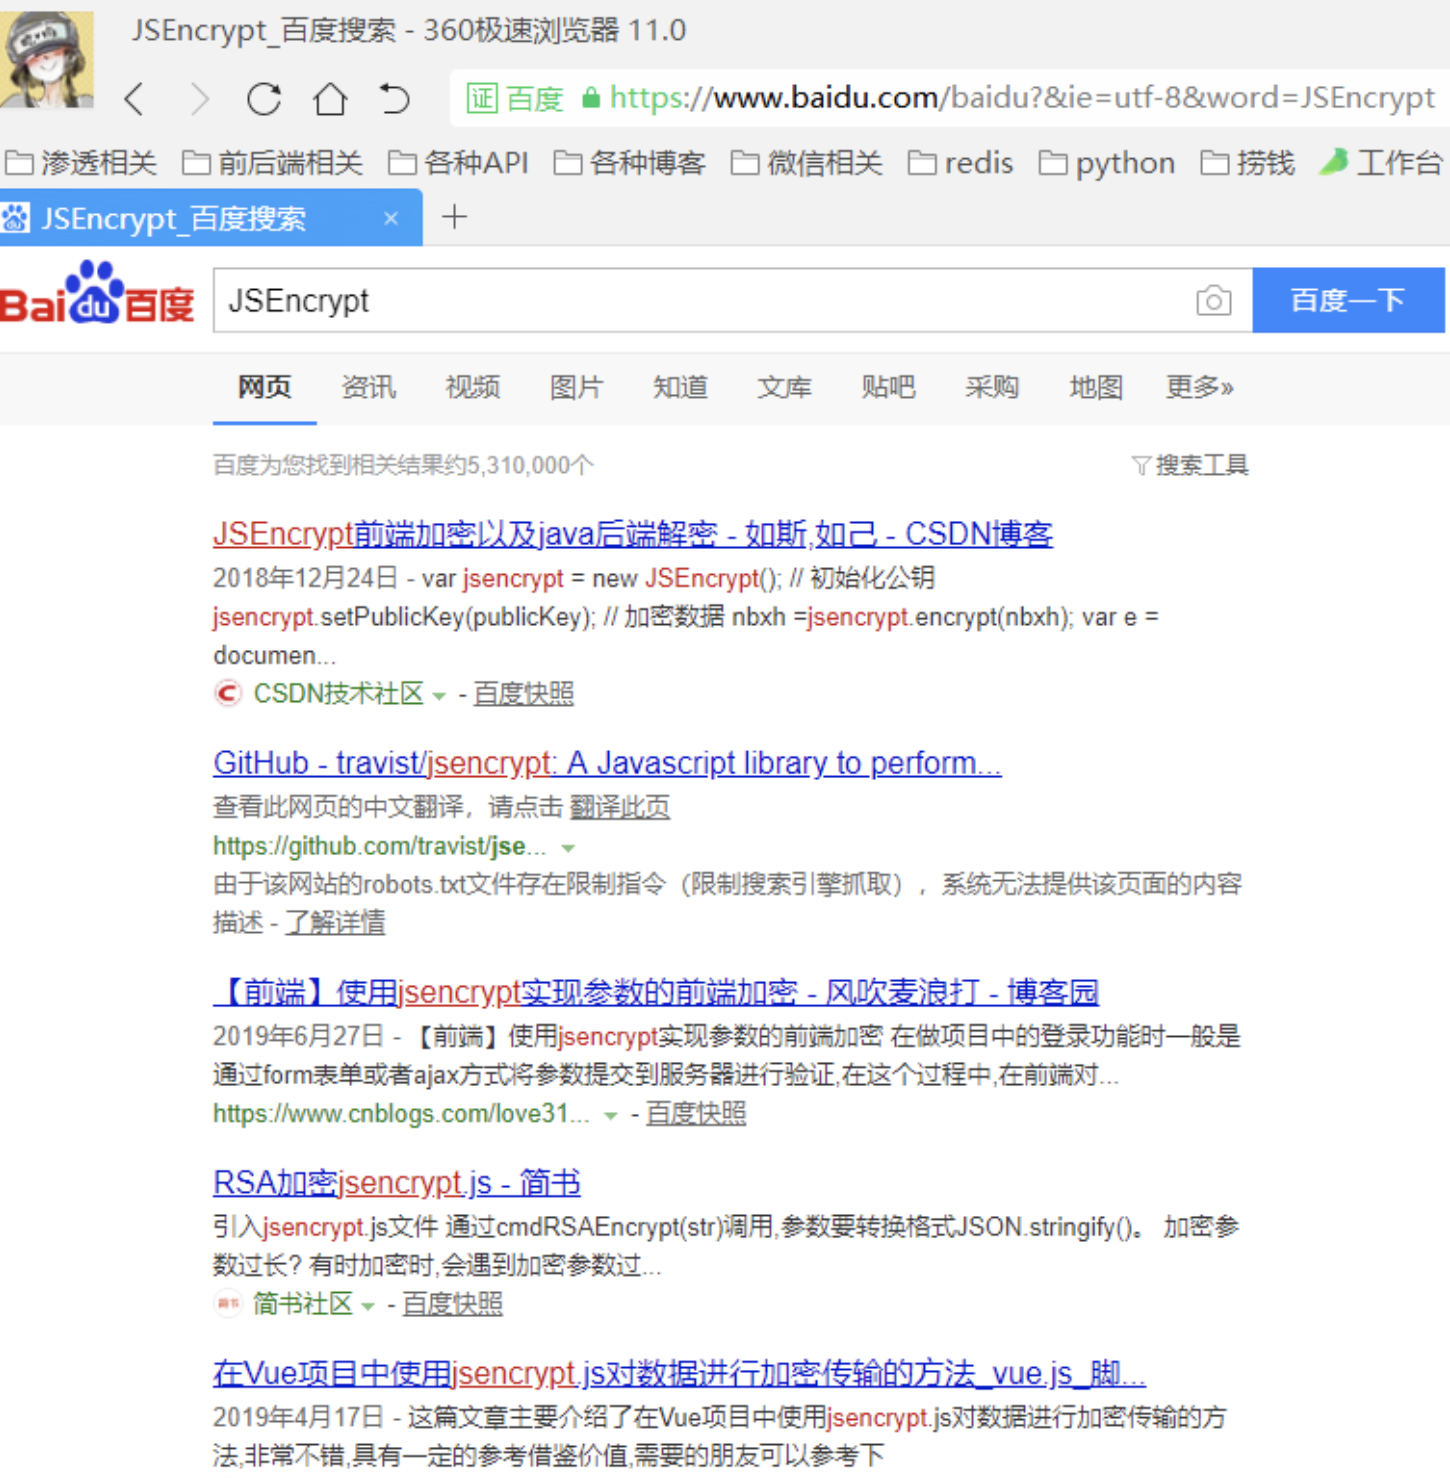 JSEncrypt_百度搜索 - 360极速浏览器 11.0
证 百度 https://www.baidu.com/baidu?&ie=utf-8&word=JSEncrypt
渗透相关 前后端相关 各种API 各种博客 微信相关 redis python 捞钱 工作台
JSEncrypt_百度搜索 × +
Bai du 百度 JSEncrypt 百度一下
网页 资讯 视频 图片 知道 文库 贴吧 采购 地图 更多»
百度为您找到相关结果约5,310,000个 搜索工具
JSEncrypt前端加密以及java后端解密 - 如斯,如己 - CSDN博客
2018年12月24日 - var jsencrypt = new JSEncrypt(); // 初始化公钥
jsencrypt.setPublicKey(publicKey); // 加密数据 nbxh =jsencrypt.encrypt(nbxh); var e =
documen...
CSDN技术社区 - 百度快照
GitHub - travist/jsencrypt: A Javascript library to perform...
查看此网页的中文翻译，请点击 翻译此页
https://github.com/travist/jse...
由于该网站的robots.txt文件存在限制指令（限制搜索引擎抓取），系统无法提供该页面的内容
描述 - 了解详情
【前端】使用jsencrypt实现参数的前端加密 - 风吹麦浪打 - 博客园
2019年6月27日 - 【前端】使用jsencrypt实现参数的前端加密 在做项目中的登录功能时一般是
通过form表单或者ajax方式将参数提交到服务器进行验证,在这个过程中,在前端对...
https://www.cnblogs.com/love31... - 百度快照
RSA加密jsencrypt.js - 简书
引入jsencrypt.js文件 通过cmdRSAEncrypt(str)调用,参数要转换格式JSON.stringify()。 加密参
数过长? 有时加密时,会遇到加密参数过...
简书 简书社区 - 百度快照
在Vue项目中使用jsencrypt.js对数据进行加密传输的方法_vue.js_脚...
2019年4月17日 - 这篇文章主要介绍了在Vue项目中使用jsencrypt.js对数据进行加密传输的方
法,非常不错,具有一定的参考借鉴价值,需要的朋友可以参考下